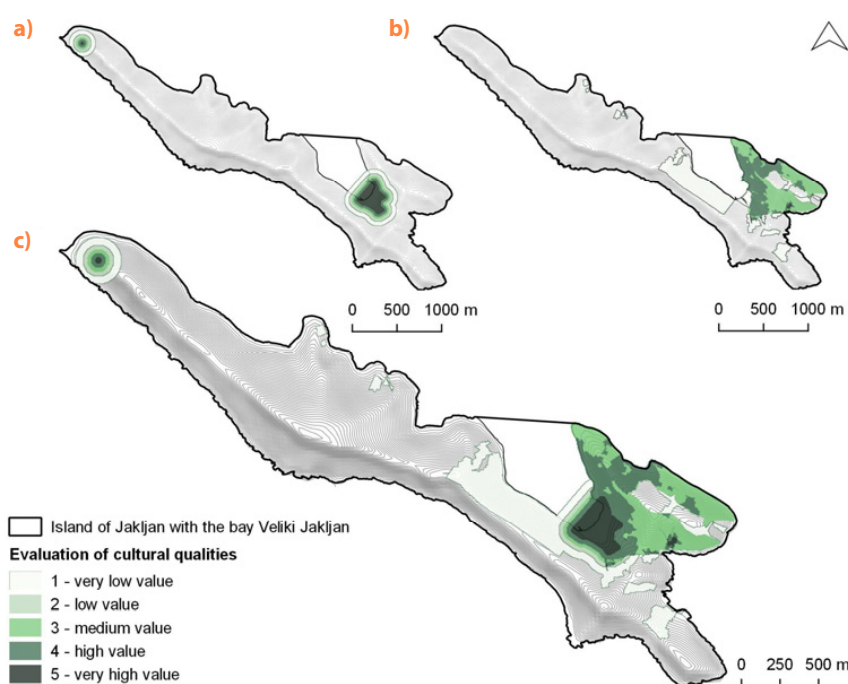 a)
b)
0 500 1000 m
0 500 1000 m
c)
Island of Jakljan with the bay Veliki Jakljan
Evaluation of cultural qualities
1 - very low value
2 - low value
3 - medium value
4 - high value
5 - very high value
0 250 500 m